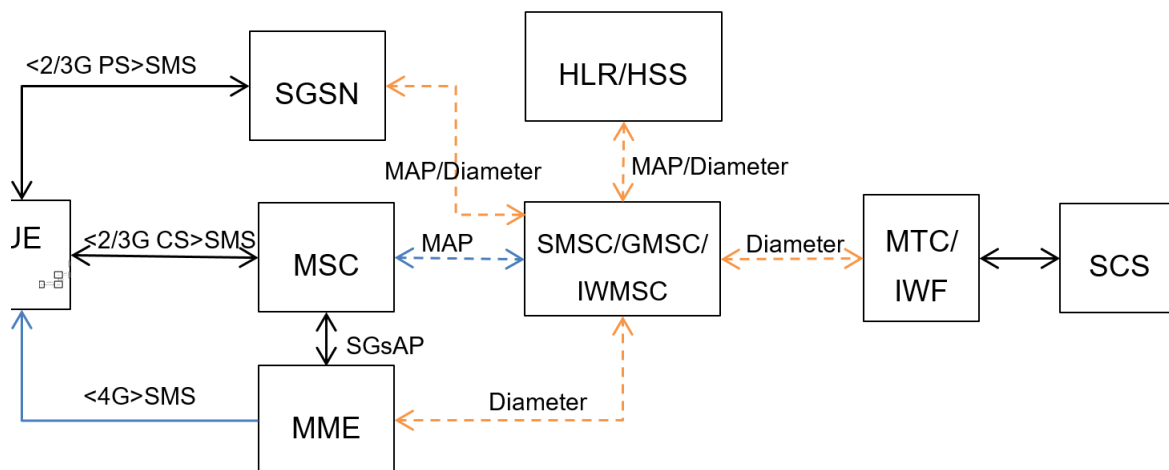 <2/3G PS>SMS
SGSN
HLR/HSS
MAP/Diameter
MAP/Diameter
UE
<2/3G CS>SMS
MSC
MAP
SMSC/GMSC/
IWMSC
Diameter
MTC/
IWF
SCS
SGsAP
<4G>SMS
MME
Diameter